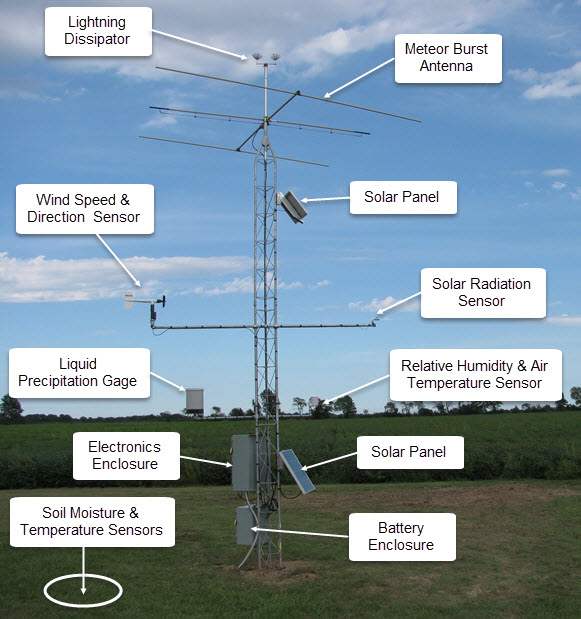 Lightning
Dissipator
Meteor Burst
Antenna
Solar Panel
Wind Speed &
Direction Sensor
Solar Radiation
Sensor
Liquid
Precipitation Gage
Relative Humidity & Air
Temperature Sensor
Electronics
Enclosure
Solar Panel
Soil Moisture &
Temperature Sensors
Battery
Enclosure